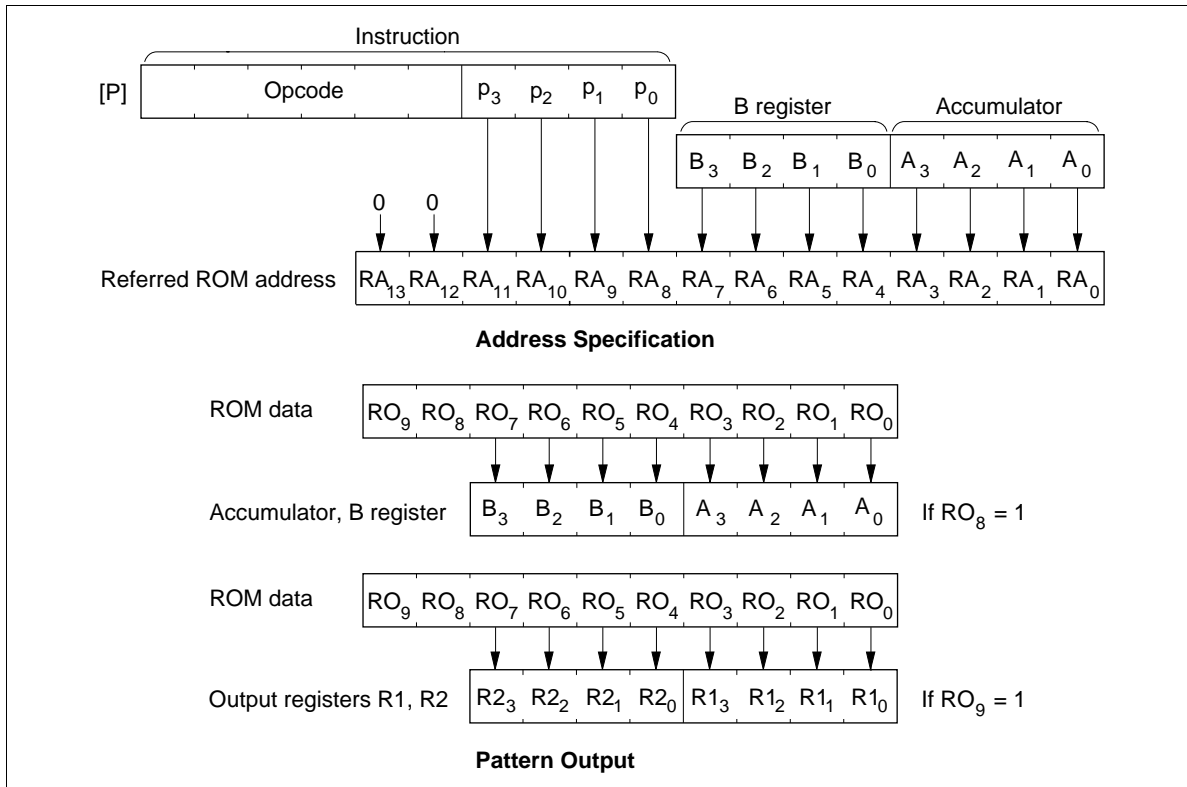 Instruction
[P] Opcode p3 p2 p1 p0
B register Accumulator
B3 B2 B1 B0 A3 A2 A1 A0
0 0
Referred ROM address RA13 RA12 RA11 RA10 RA9 RA8 RA7 RA6 RA5 RA4 RA3 RA2 RA1 RA0
Address Specification
ROM data RO9 RO8 RO7 RO6 RO5 RO4 RO3 RO2 RO1 RO0
Accumulator, B register B3 B2 B1 B0 A3 A2 A1 A0 If RO8 = 1
ROM data RO9 RO8 RO7 RO6 RO5 RO4 RO3 RO2 RO1 RO0
Output registers R1, R2 R23 R22 R21 R20 R13 R12 R11 R10 If RO9 = 1
Pattern Output